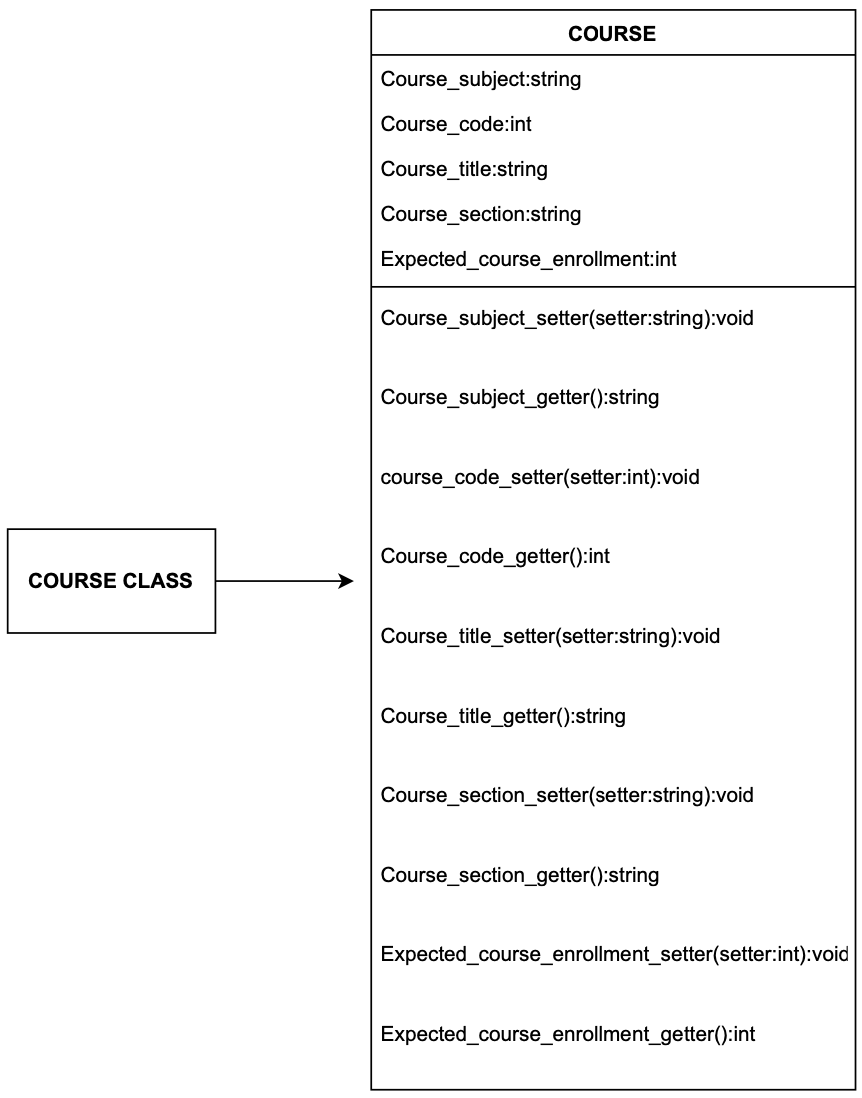 COURSE
Course_subject:string
Course_code:int
Course_title:string
Course_section:string
Expected_course_enrollment:int
Course_subject_setter(setter:string):void
Course_subject_getter():string
course_code_setter(setter:int):void
Course_code_getter():int
COURSE CLASS
Course_title_setter(setter:string):void
Course_title_getter():string
Course_section_setter(setter:string):void
Course_section_getter():string
Expected_course_enrollment_setter(setter:int):void
Expected_course_enrollment_getter():int